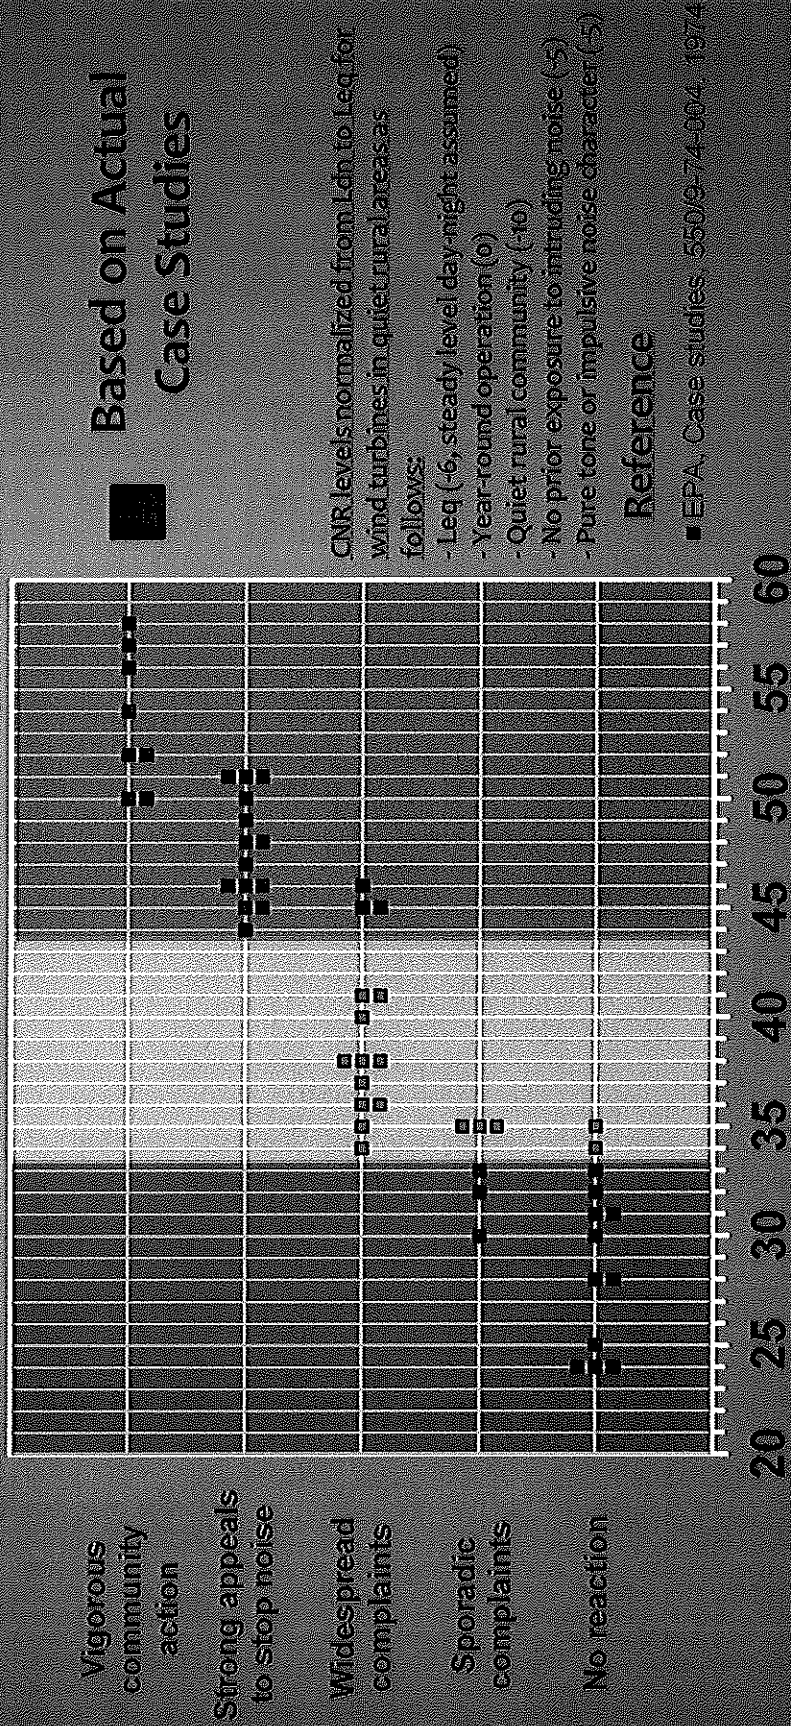 Vigorous
community
action
Strong appeals
to stop noise
Widespread
complaints
Sporadic
complaints
No reaction
20 25 30 35 40 45 50 55 60
Based on Actual
Case Studies
CNR levels normalized from Ldn to Leq for
wind turbines in quiet rural areas as
follows:
- Leq (-6, steady level day-night assumed)
- Year-round operation (0)
- Quiet rural community (-10)
- No prior exposure to intruding noise (-5)
- Pure tone or impulsive noise character (-5)
Reference
■ EPA, Case studies, 550/9-74-004, 1974